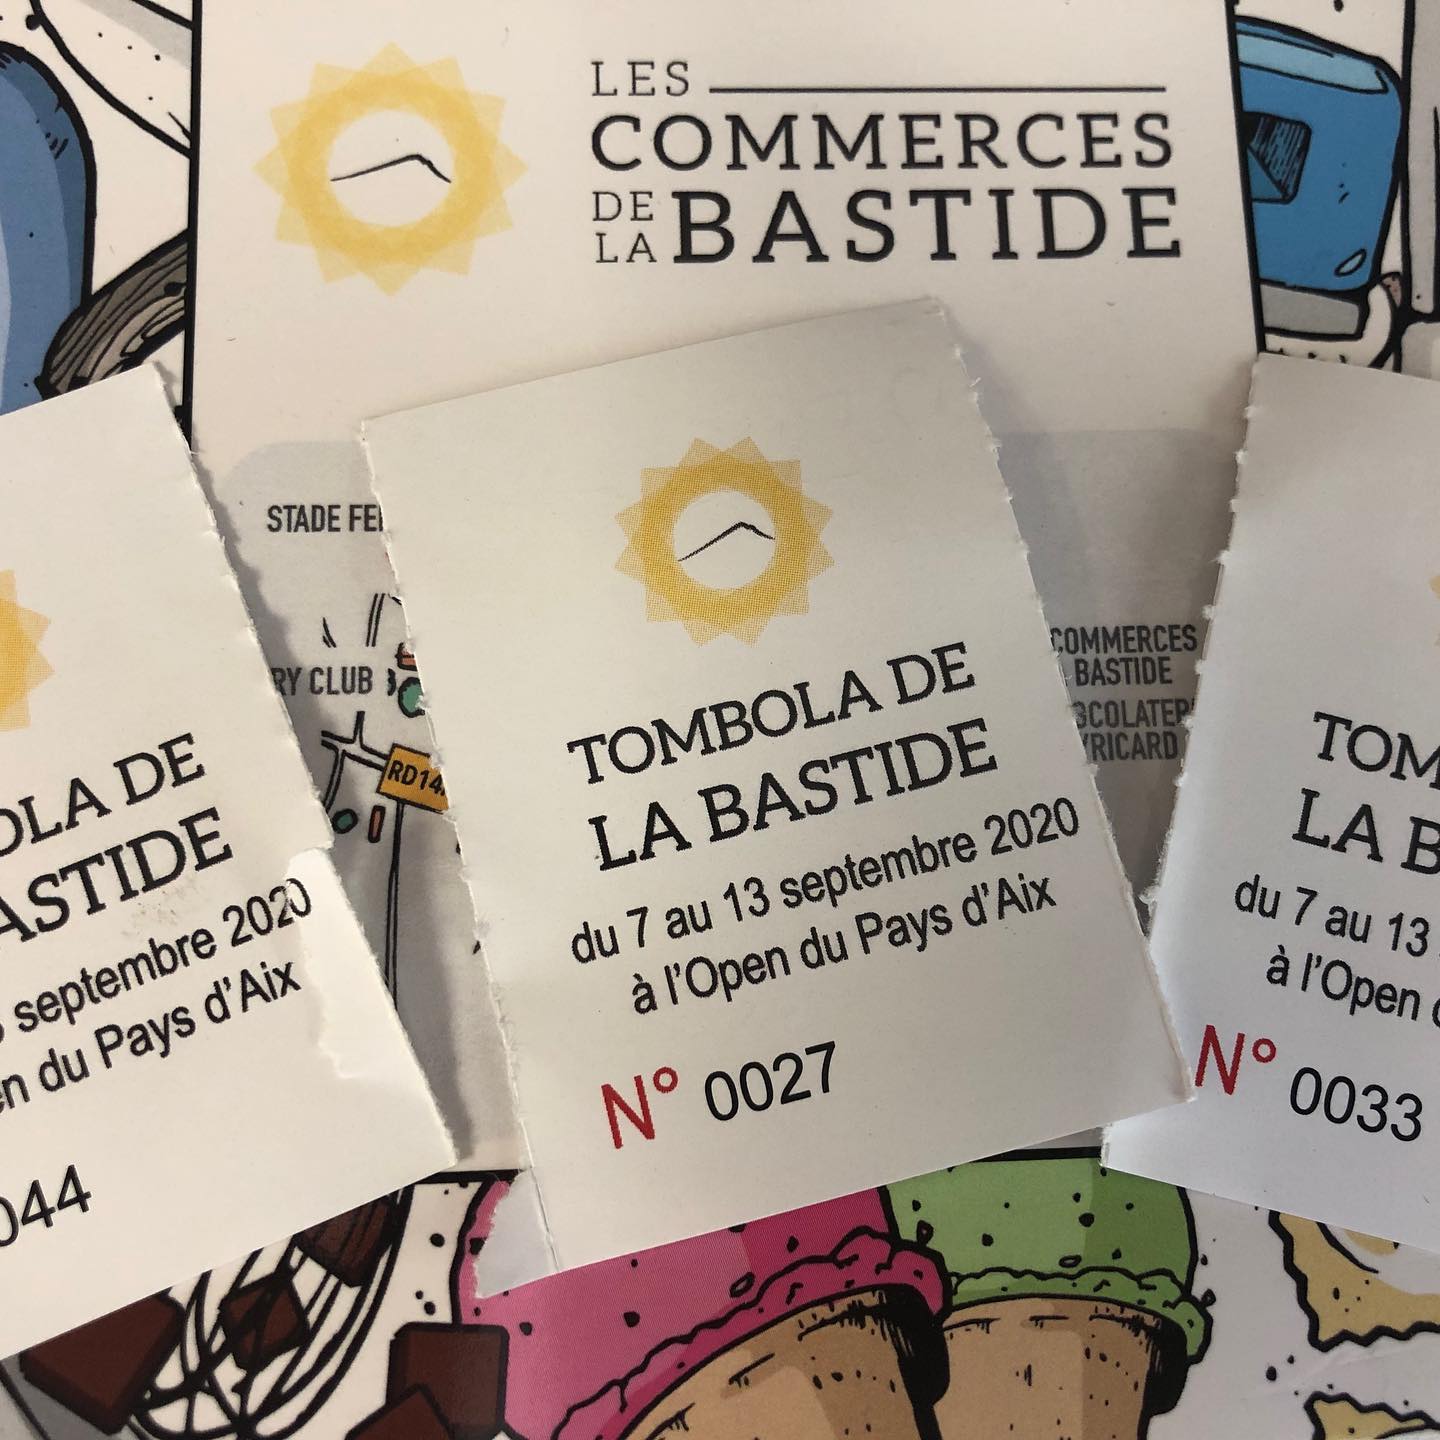 LES
COMMERCES
DE LA BASTIDE
STADE
RY CLUB
RD14
COMMERCES
BASTIDE
TOMBOLA DE
LA BASTIDE
du 7 au 13 septembre 2020
à l'Open du Pays d'Aix
N° 0027
OLA DE
ASTIDE
septembre 2020
en du Pays d'Aix
044
TOM
LA B
du 7 au 13
à l'Open
N° 0033